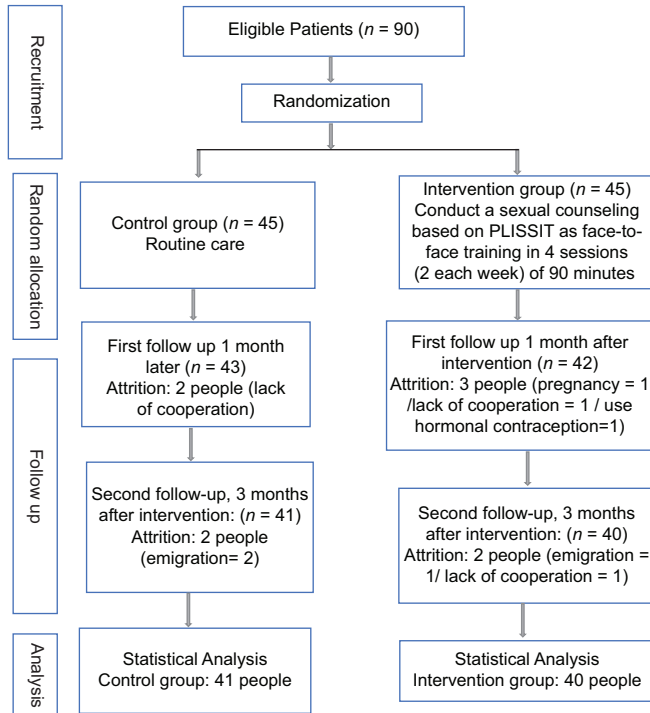 Recruitment
Eligible Patients (n = 90)
Randomization
Random allocation
Control group (n = 45)
Routine care
Intervention group (n = 45)
Conduct a sexual counseling
based on PLISSIT as face-to-
face training in 4 sessions
(2 each week) of 90 minutes
Follow up
First follow up 1 month
later (n = 43)
Attrition: 2 people (lack
of cooperation)
First follow up 1 month after
intervention (n = 42)
Attrition: 3 people (pregnancy = 1
/lack of cooperation = 1 / use
hormonal contraception=1)
Second follow-up, 3 months
after intervention: (n = 41)
Attrition: 2 people
(emigration= 2)
Second follow-up, 3 months
after intervention: (n = 40)
Attrition: 2 people (emigration =
1/ lack of cooperation = 1)
Analysis
Statistical Analysis
Control group: 41 people
Statistical Analysis
Intervention group: 40 people